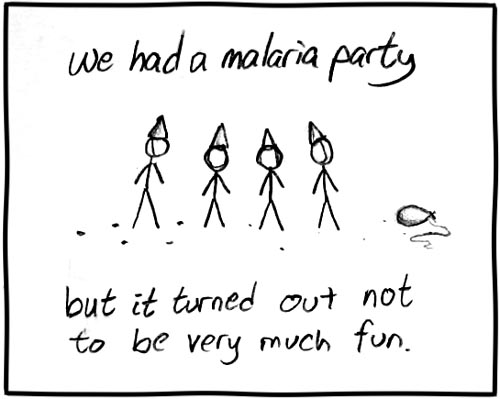 we had a malaria party
but it turned out not
to be very much fun.